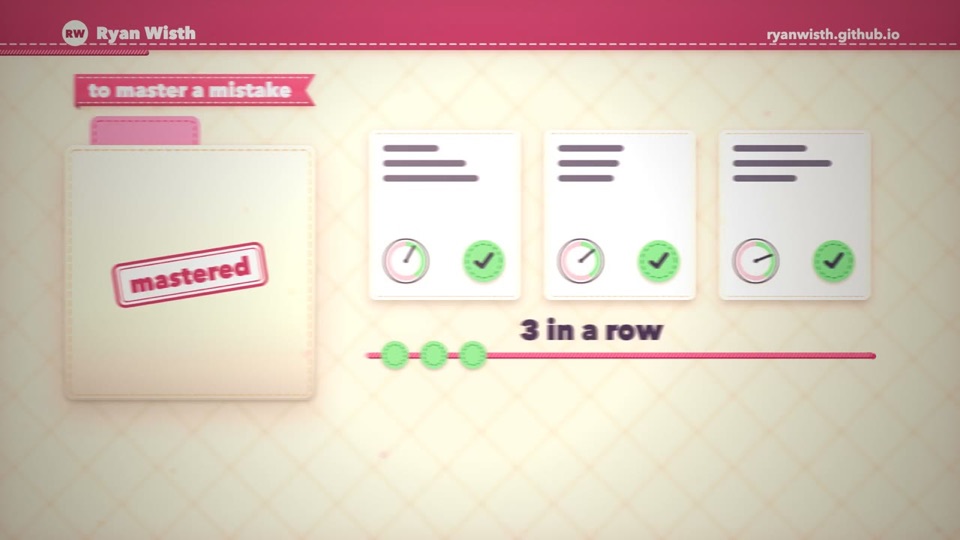 RW Ryan Wisth
ryanwisth.github.io
to master a mistake
mastered
3 in a row